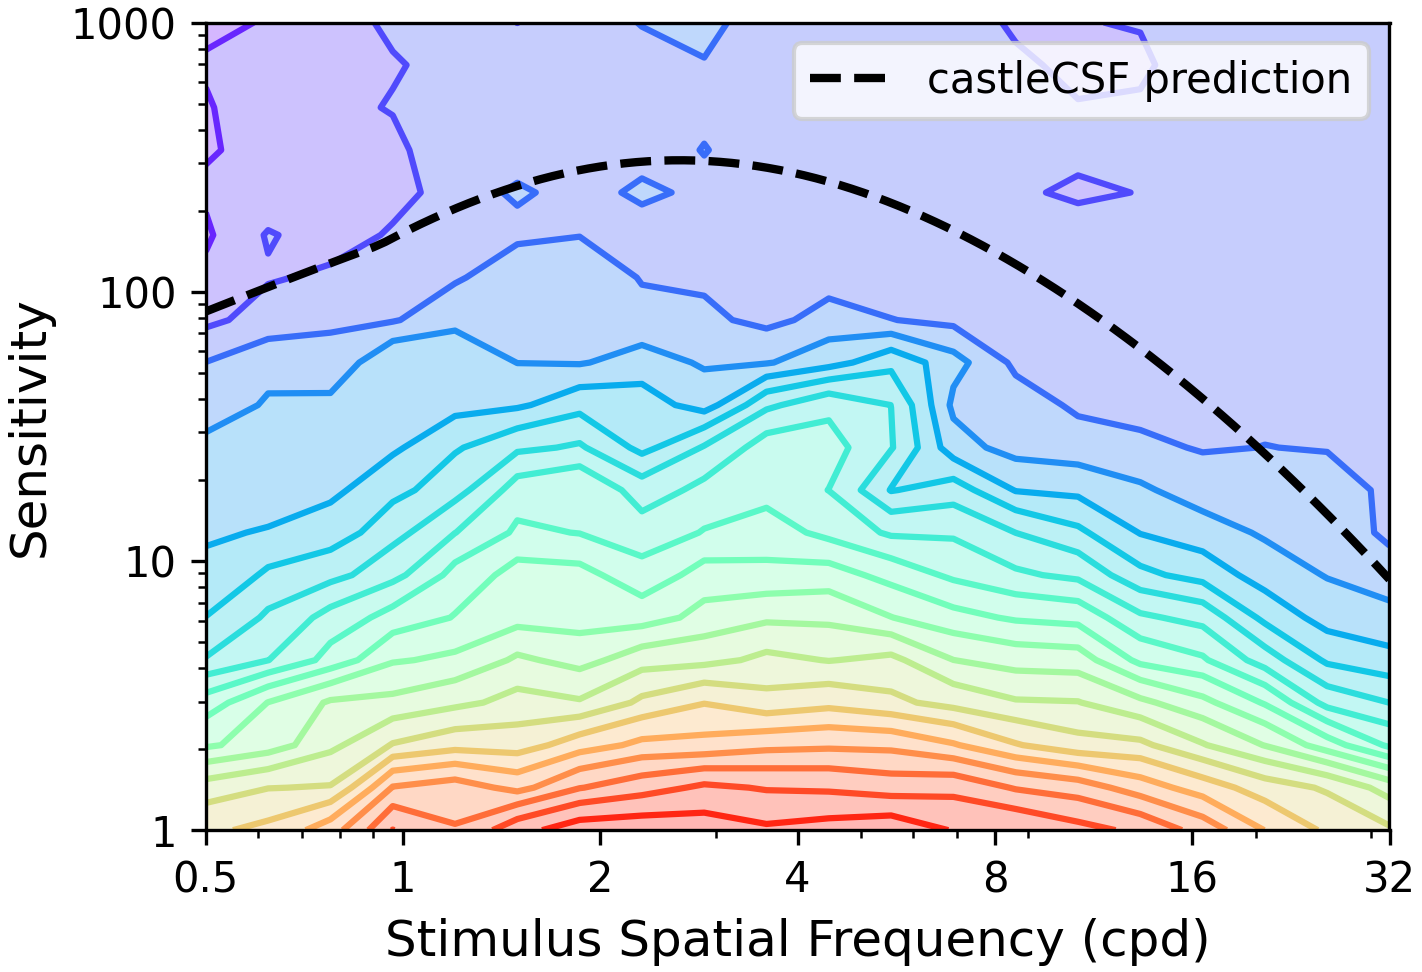 1000
100
10
1
Sensitivity
castleCSF prediction
0.5 1 2 4 8 16 32
Stimulus Spatial Frequency (cpd)